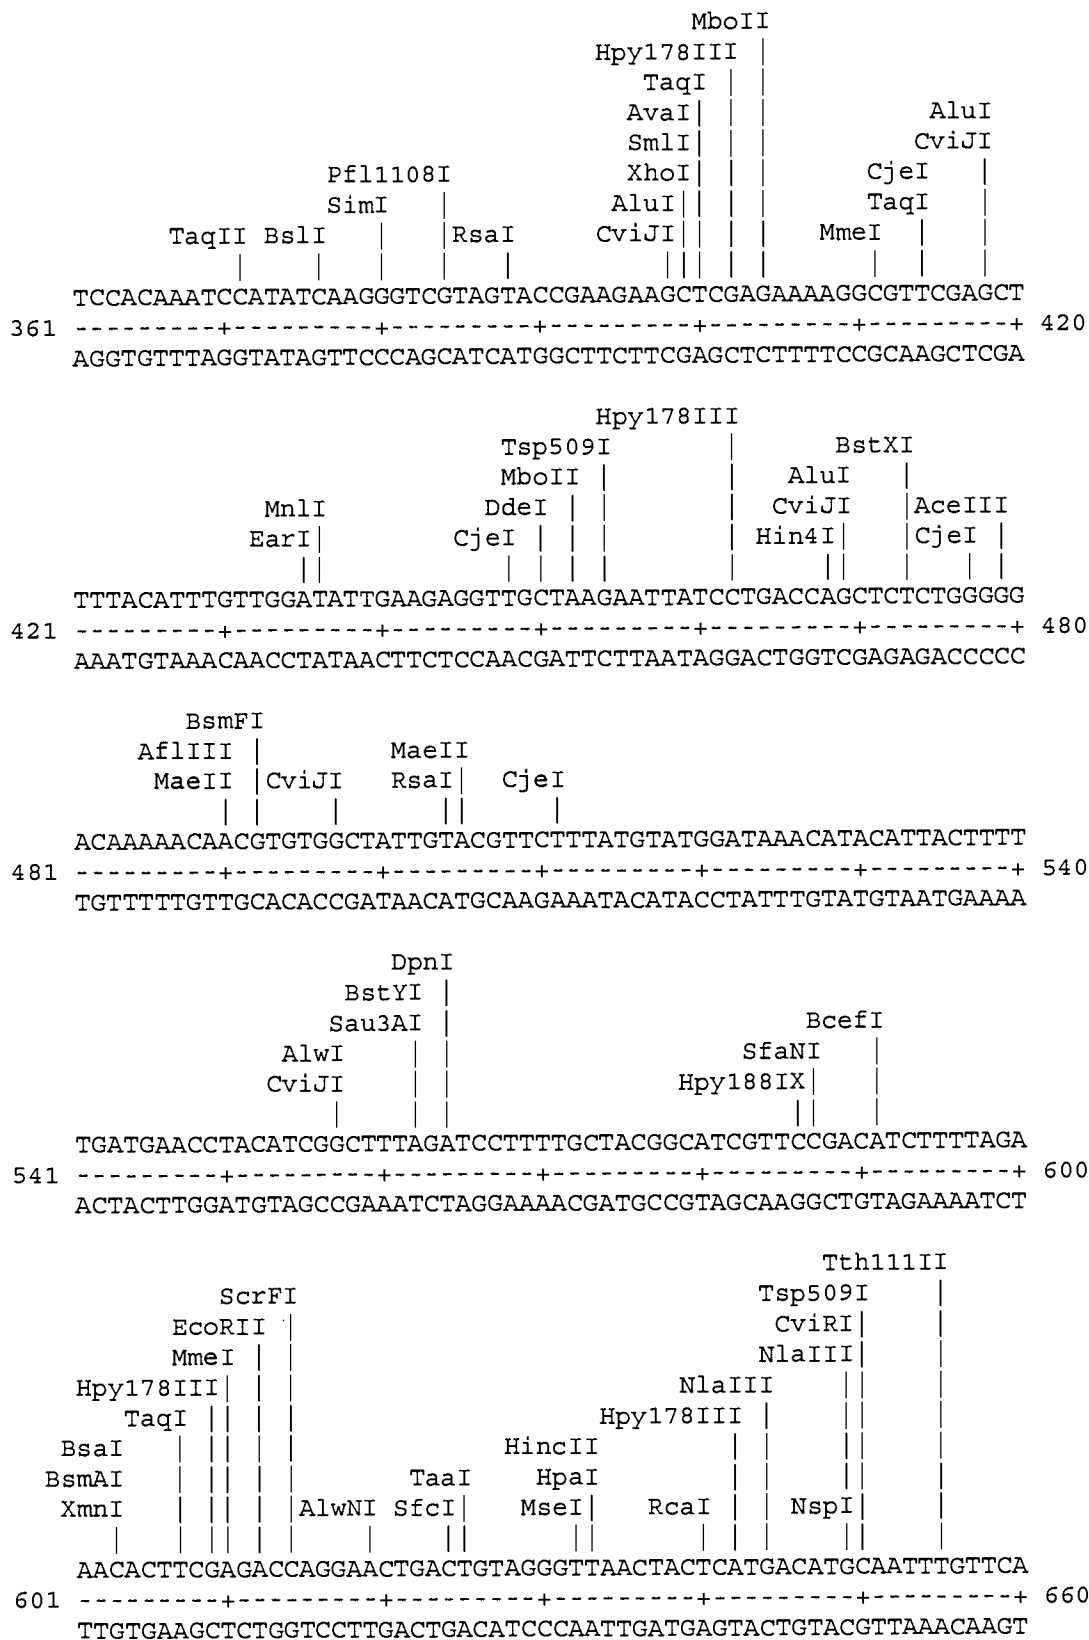 MboII
Hpy178III
TaqI
AvaI AluI
SmlI CviJI
Pfl1108I XhoI CjeI
SimI AluI TaqI
TaqII BslI RsaI CviJI MmeI
TCCACAAATCCATATCAAGGGTCGTAGTACCGAAGAAGCTCGAGAAAAGGCGTTCGAGCT
361 ---------+---------+---------+---------+---------+---------+ 420
AGGTGTTTAGGTATAGTTCCCAGCATCATGGCTTCTTCGAGCTCTTTTCCGCAAGCTCGA
Hpy178III
Tsp509I BstXI
MboII AluI
MnlI DdeI CviJI AceIII
EarI CjeI Hin4I CjeI
TTTACATTTGTTGGATATTGAAGAGGTTGCTAAGAATTATCCTGACCAGCTCTCTGGGGG
421 ---------+---------+---------+---------+---------+---------+ 480
AAATGTAAACAACCTATAACTTCTCCAACGATTCTTAATAGGACTGGTCGAGAGACCCCC
BsmFI
AflIII MaeII
MaeII CviJI RsaI CjeI
ACAAAAACAACGTGTGGCTATTGTACGTTCTTTATGTATGGATAAACATACATTACTTTT
481 ---------+---------+---------+---------+---------+---------+ 540
TGTTTTTGTTGCACACCGATAACATGCAAGAAATACATACCTATTTGTATGTAATGAAAA
DpnI
BstYI
Sau3AI BcefI
AlwI SfaNI
CviJI Hpy188IX
TGATGAACCTACATCGGCTTTAGATCCTTTTGCTACGGCATCGTTCCGACATCTTTTAGA
541 ---------+---------+---------+---------+---------+---------+ 600
ACTACTTGGATGTAGCCGAAATCTAGGAAAACGATGCCGTAGCAAGGCTGTAGAAAATCT
Tth111II
ScrFI Tsp509I
EcoRII CviRI
MmeI NlaIII
Hpy178III NlaIII
TaqI Hpy178III
BsaI HincII
BsmAI TaaI HpaI
XmnI AlwNI SfcI MseI RcaI NspI
AACACTTCGAGACCAGGAACTGACTGTAGGGTTAACTACTCATGACATGCAATTTGTTCA
601 ---------+---------+---------+---------+---------+---------+ 660
TTGTGAAGCTCTGGTCCTTGACTGACATCCCAATTGATGAGTACTGTACGTTAAACAAGT